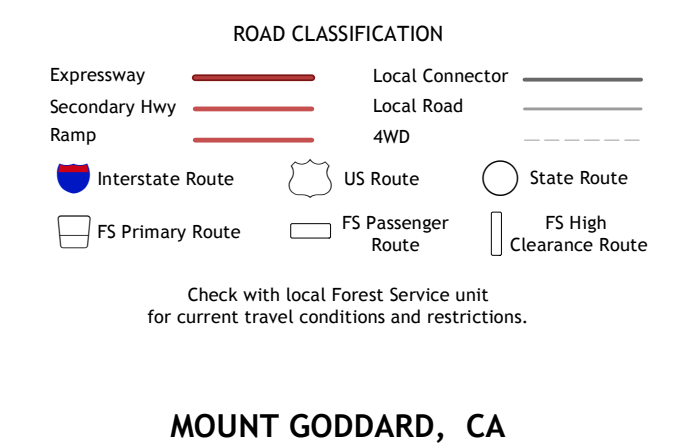 ROAD CLASSIFICATION
Expressway
Local Connector
Secondary Hwy
Local Road
Ramp
4WD
Interstate Route
US Route
State Route
FS Primary Route
FS Passenger
Route
FS High
Clearance Route
Check with local Forest Service unit
for current travel conditions and restrictions.
MOUNT GODDARD, CA